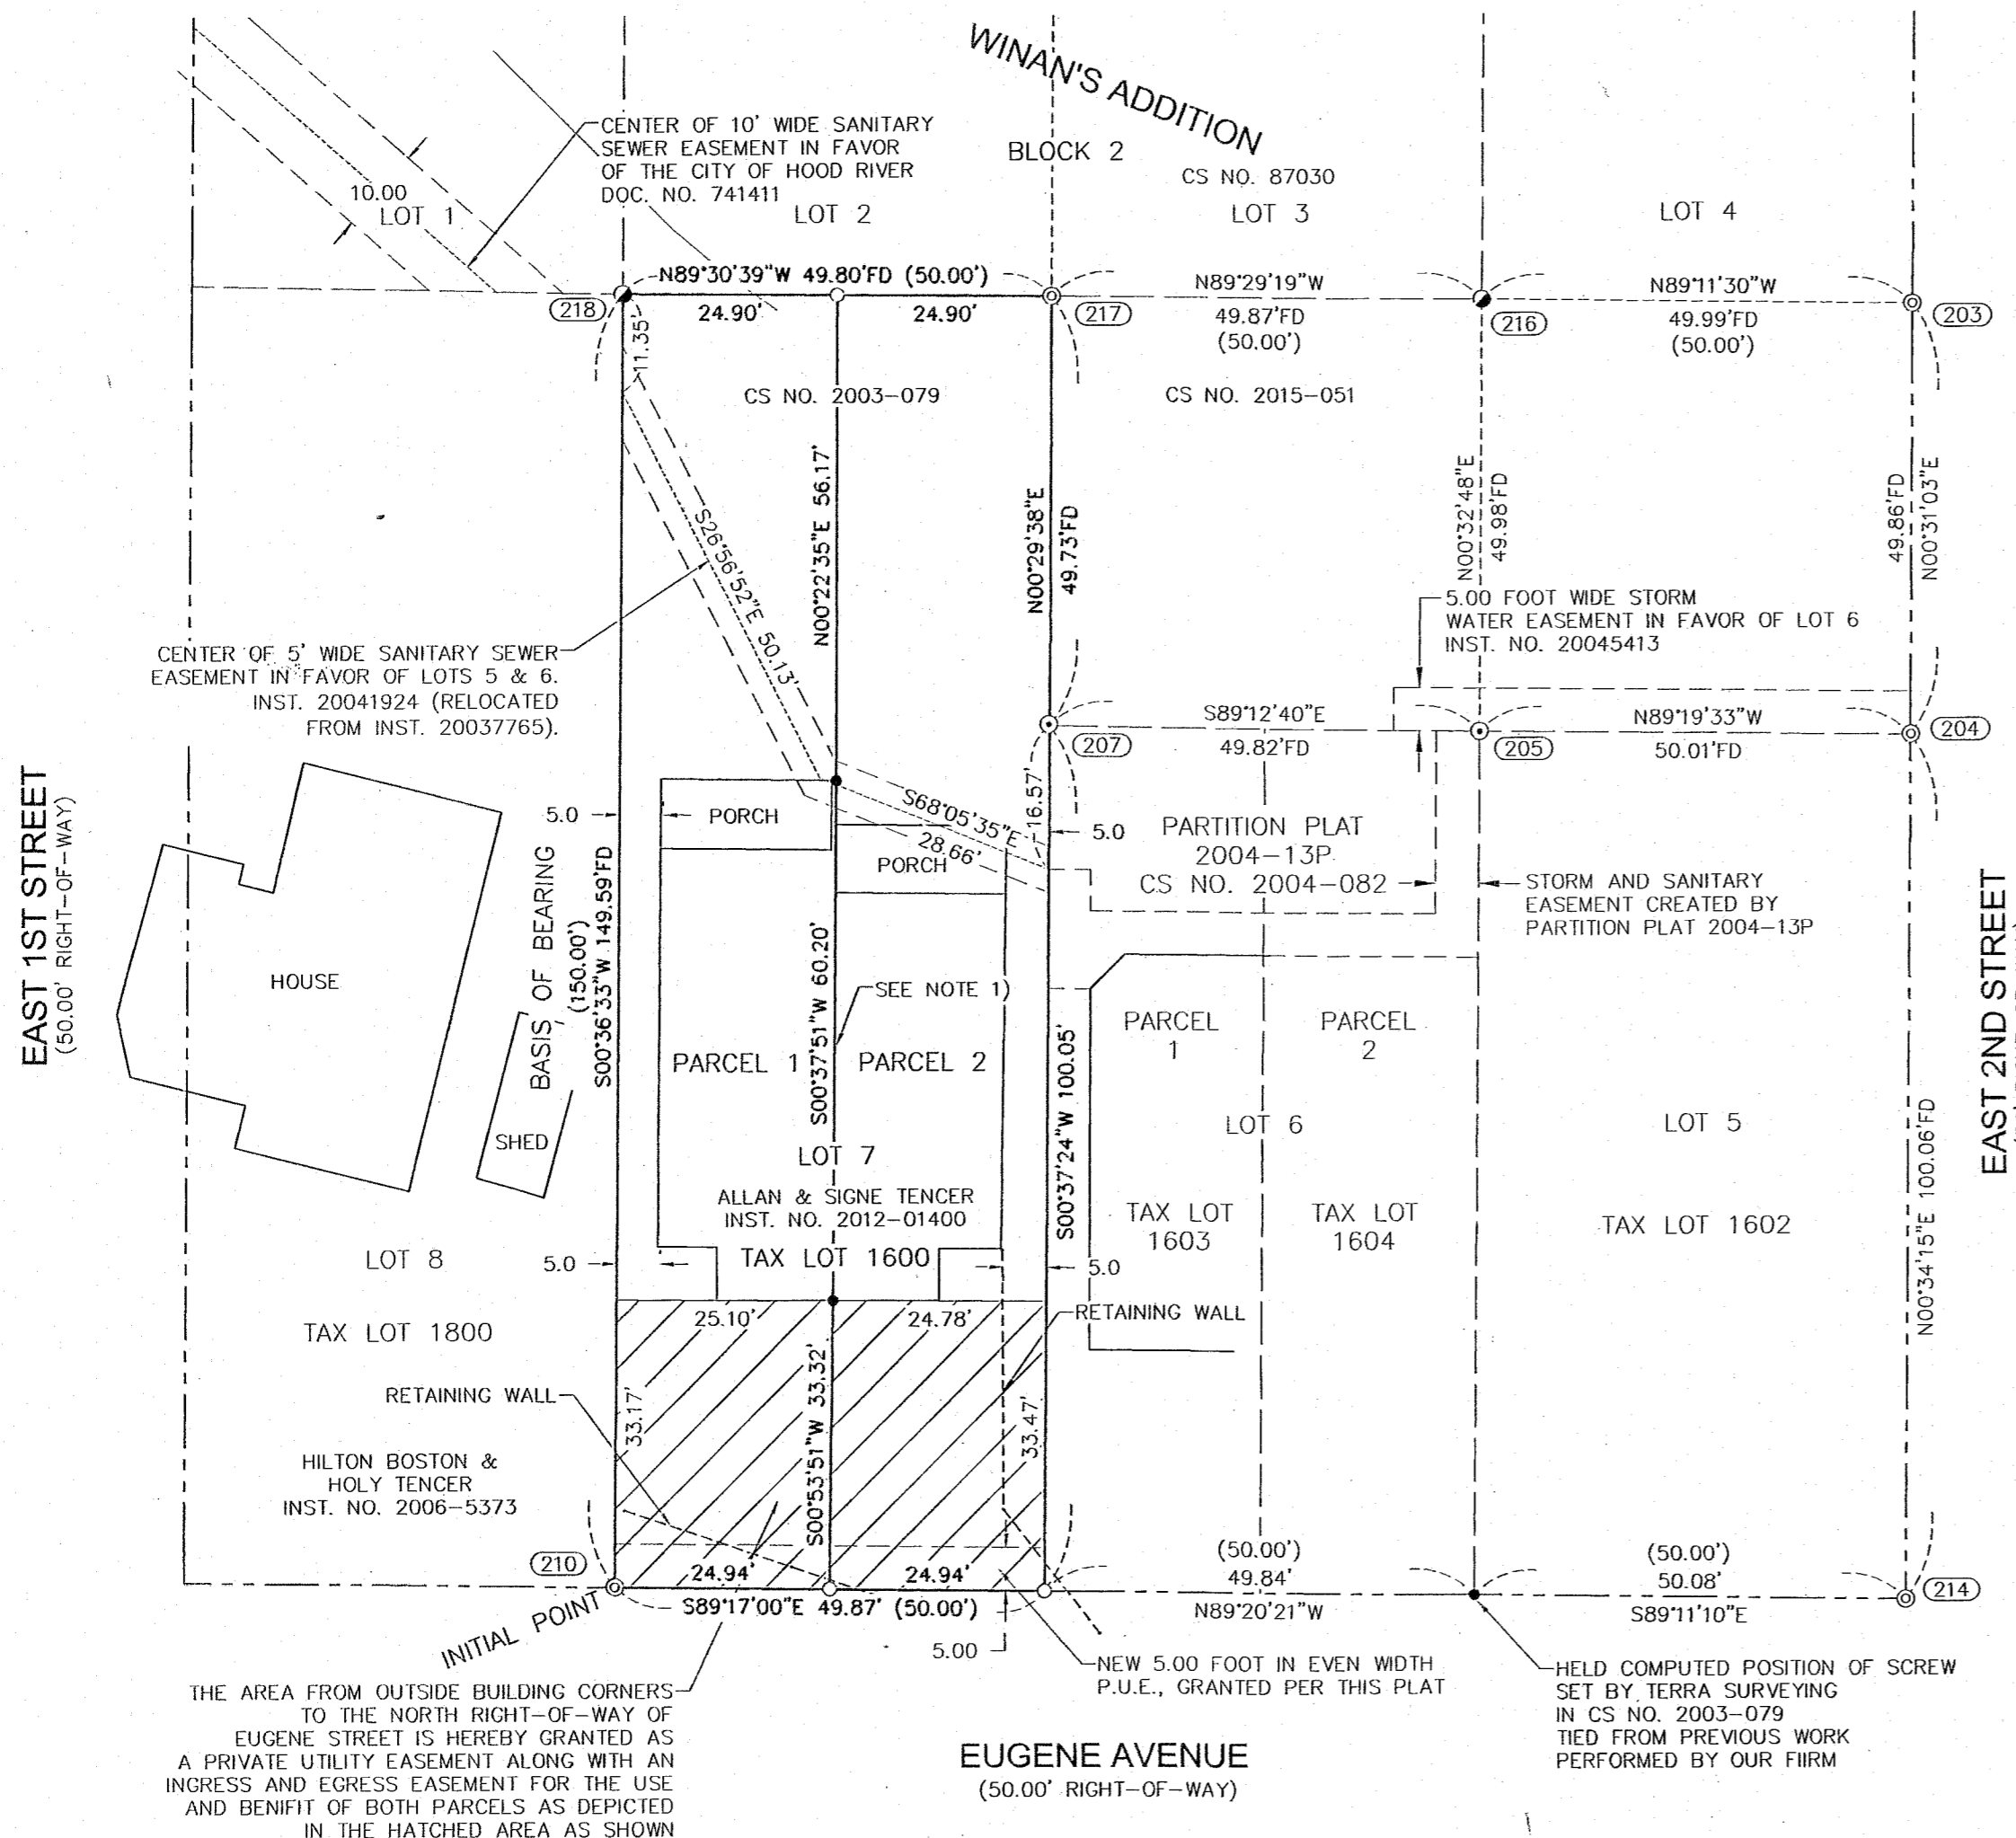 WINAN'S ADDITION
BLOCK 2
CS NO. 87030
CENTER OF 10' WIDE SANITARY
SEWER EASEMENT IN FAVOR
OF THE CITY OF HOOD RIVER
DOC. NO. 741411
10.00
LOT 1
LOT 2
LOT 3
LOT 4
N89°30'39"W 49.80'FD (50.00')
24.90'
24.90'
218
217
N89°29'19"W
49.87'FD
(50.00')
216
N89°11'30"W
49.99'FD
(50.00')
203
11.35'
CS NO. 2003-079
CS NO. 2015-051
S26°56'52"E 50.13'
N00°22'35"E 56.17'
N00°29'38"E
49.73'FD
N00°32'48"E
49.98'FD
49.86'FD
N00°31'03"E
5.00 FOOT WIDE STORM
WATER EASEMENT IN FAVOR OF LOT 6
INST. NO. 20045413
CENTER OF 5' WIDE SANITARY SEWER
EASEMENT IN FAVOR OF LOTS 5 & 6.
INST. 20041924 (RELOCATED
FROM INST. 20037765).
207
S89°12'40"E
49.82'FD
205
N89°19'33"W
50.01'FD
204
EAST 1ST STREET
(50.00' RIGHT-OF-WAY)
5.0
PORCH
S68°05'35"E
28.66'
PORCH
16.57'
5.0
PARTITION PLAT
2004-13P
CS NO. 2004-082
STORM AND SANITARY
EASEMENT CREATED BY
PARTITION PLAT 2004-13P
EAST 2ND STREET
HOUSE
SHED
BASIS OF BEARING
(150.00')
S00°36'33"W 149.59'FD
S00°37'51"W 60.20'
SEE NOTE 1)
PARCEL 1
PARCEL 2
PARCEL
1
PARCEL
2
S00°37'24"W 100.05'
LOT 7
LOT 6
LOT 5
ALLAN & SIGNE TENCER
INST. NO. 2012-01400
TAX LOT 1600
TAX LOT
1603
TAX LOT
1604
TAX LOT 1602
N00°34'15"E 100.06'FD
LOT 8
5.0
5.0
TAX LOT 1800
25.10'
24.78'
RETAINING WALL
RETAINING WALL
33.17'
S00°53'51"W 33.32'
33.47'
HILTON BOSTON &
HOLY TENCER
INST. NO. 2006-5373
210
24.94'
24.94'
S89°17'00"E 49.87' (50.00')
(50.00')
49.84'
N89°20'21"W
(50.00')
50.08'
S89°11'10"E
214
INITIAL POINT
5.00
NEW 5.00 FOOT IN EVEN WIDTH
P.U.E., GRANTED PER THIS PLAT
HELD COMPUTED POSITION OF SCREW
SET BY TERRA SURVEYING
IN CS NO. 2003-079
TIED FROM PREVIOUS WORK
PERFORMED BY OUR FIIRM
THE AREA FROM OUTSIDE BUILDING CORNERS
TO THE NORTH RIGHT-OF-WAY OF
EUGENE STREET IS HEREBY GRANTED AS
A PRIVATE UTILITY EASEMENT ALONG WITH AN
INGRESS AND EGRESS EASEMENT FOR THE USE
AND BENIFIT OF BOTH PARCELS AS DEPICTED
IN THE HATCHED AREA AS SHOWN
EUGENE AVENUE
(50.00' RIGHT-OF-WAY)